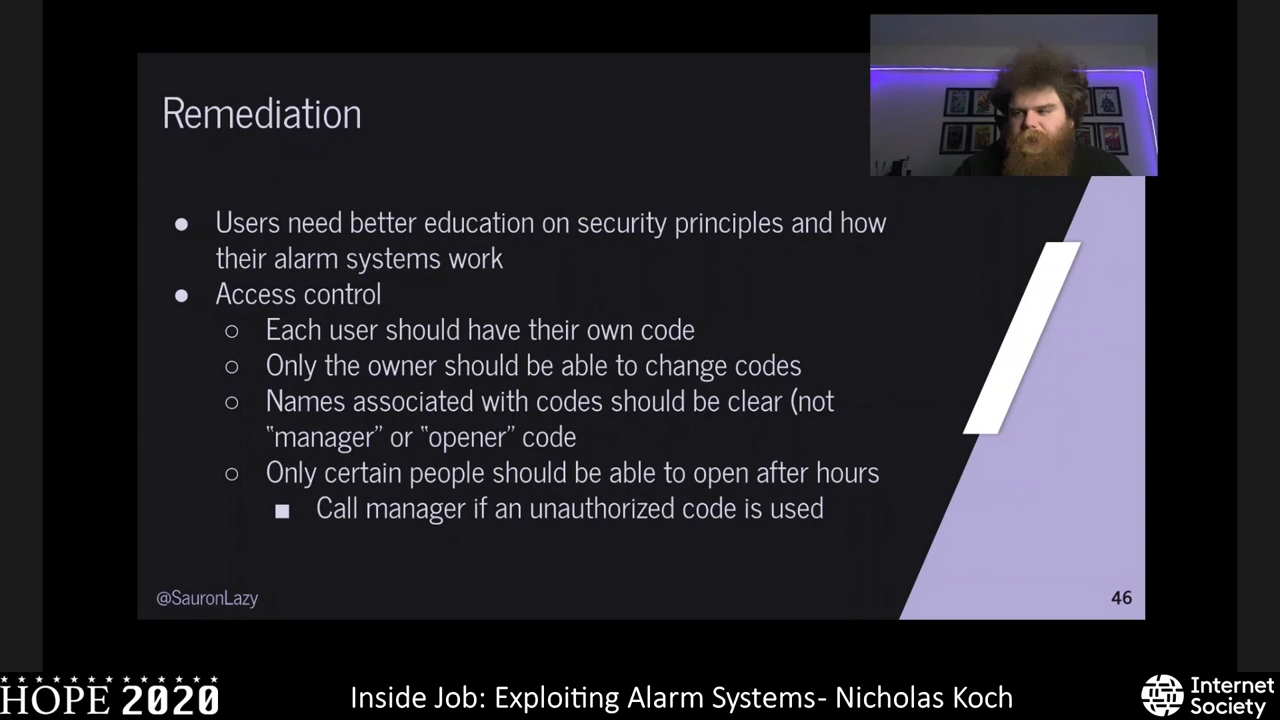 Remediation
● Users need better education on security principles and how
their alarm systems work
● Access control
○ Each user should have their own code
○ Only the owner should be able to change codes
○ Names associated with codes should be clear (not
“manager” or “opener” code
○ Only certain people should be able to open after hours
■ Call manager if an unauthorized code is used
@SauronLazy
46
HOPE 2020
Inside Job: Exploiting Alarm Systems- Nicholas Koch
Internet
Society